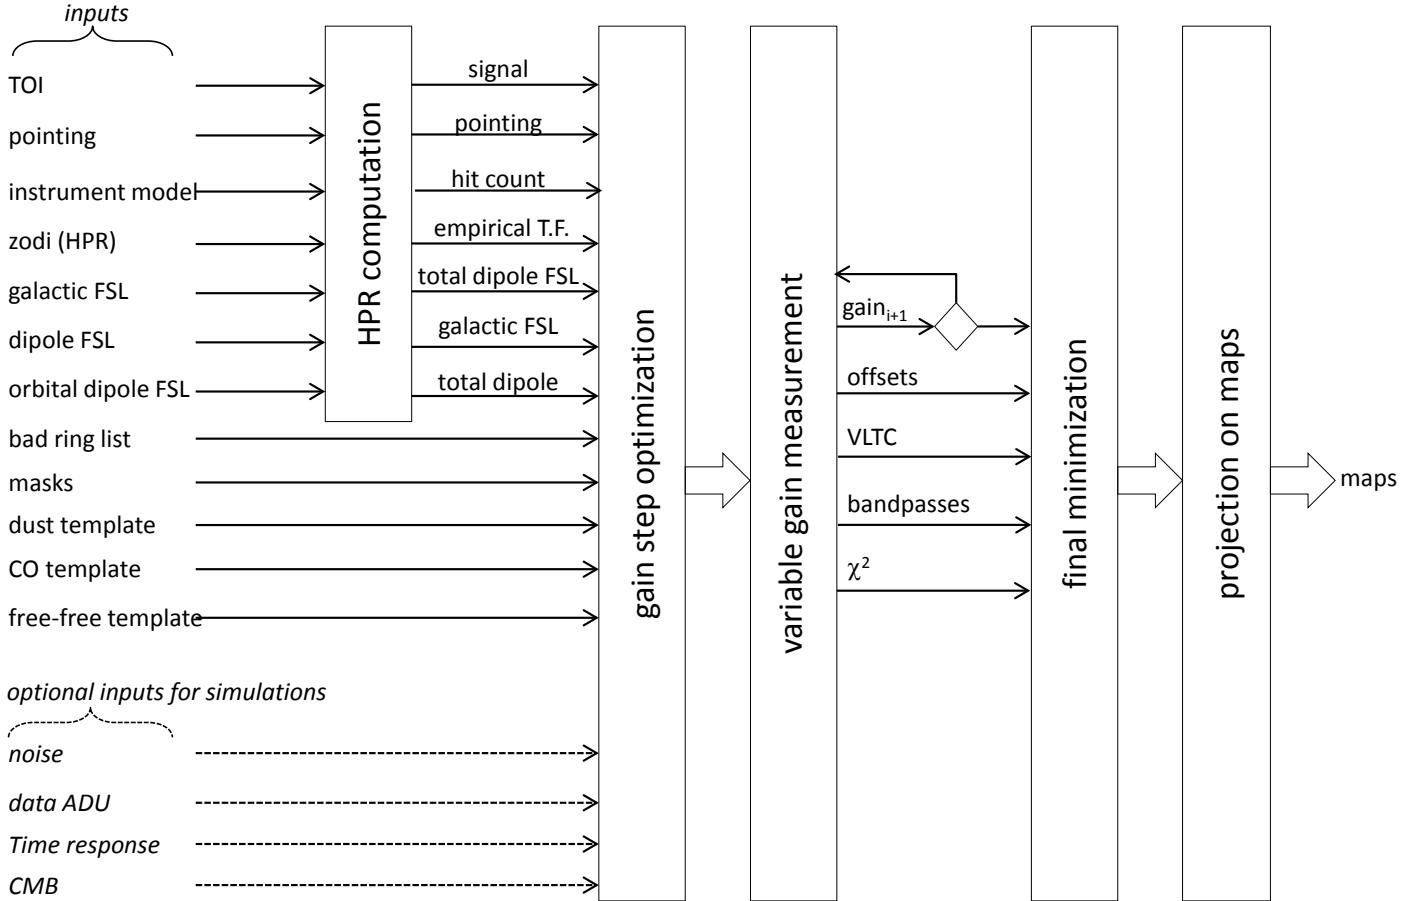 inputs
TOI
pointing
instrument model
zodi (HPR)
galactic FSL
dipole FSL
orbital dipole FSL
bad ring list
masks
dust template
CO template
free-free template
optional inputs for simulations
noise
data ADU
Time response
CMB
HPR computation
signal
pointing
hit count
empirical T.F.
total dipole FSL
galactic FSL
total dipole
gain step optimization
variable gain measurement
gain_{i+1}
offsets
VLTC
bandpasses
χ²
final minimization
projection on maps
maps